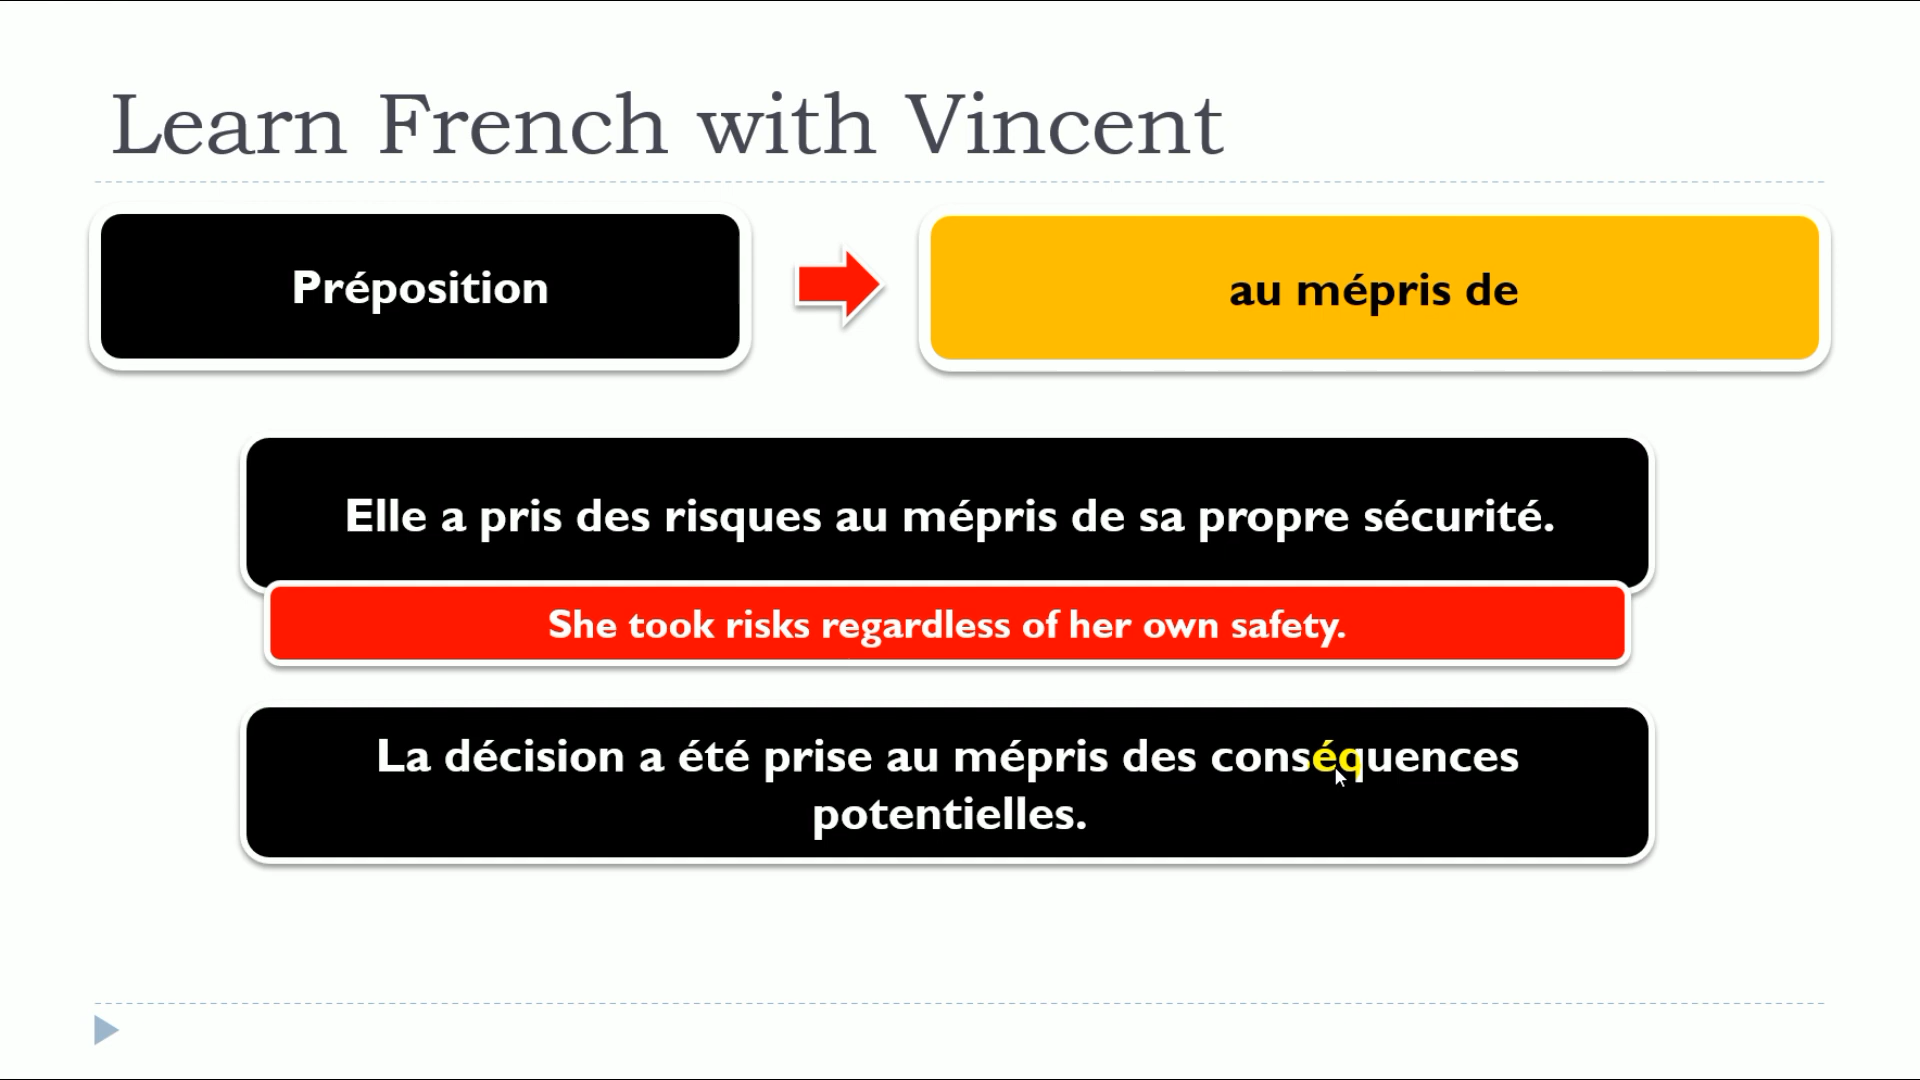 Learn French with Vincent
Préposition
au mépris de
Elle a pris des risques au mépris de sa propre sécurité.
She took risks regardless of her own safety.
La décision a été prise au mépris des conséquences
potentielles.